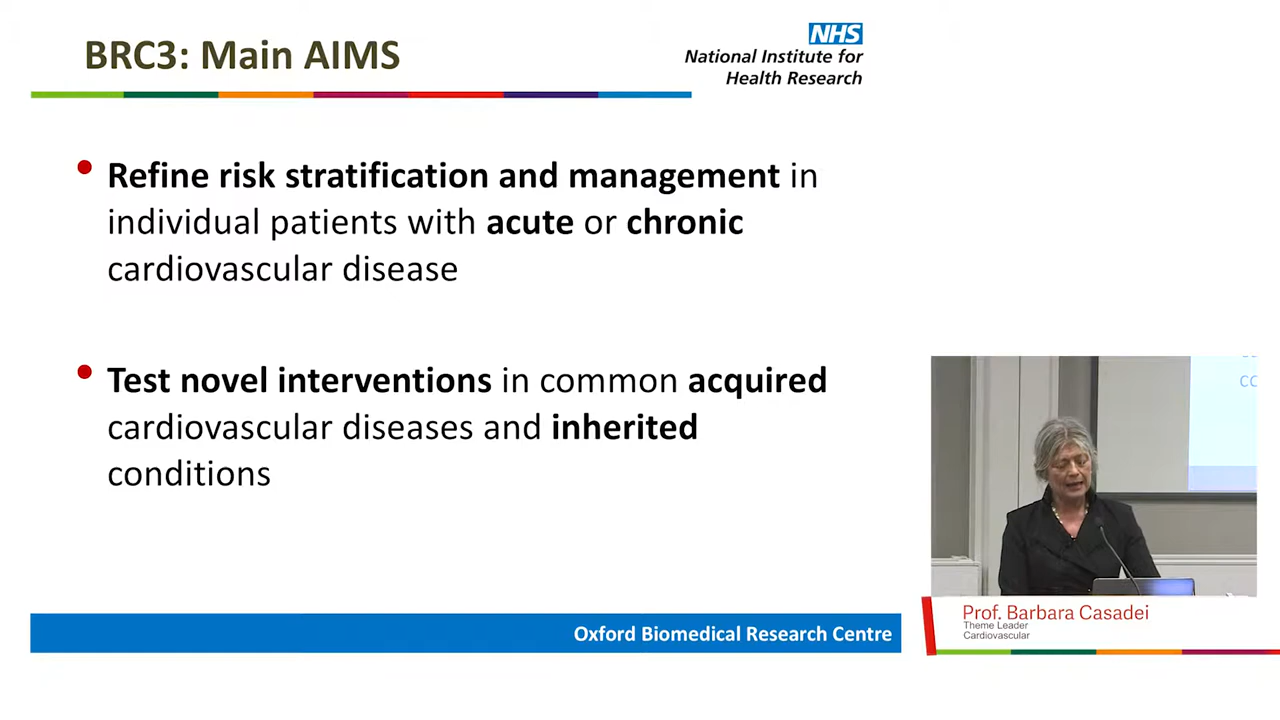 BRC3: Main AIMS
NHS
National Institute for
Health Research
• Refine risk stratification and management in
individual patients with acute or chronic
cardiovascular disease
• Test novel interventions in common acquired
cardiovascular diseases and inherited
conditions
CC
Prof. Barbara Casadei
Theme Leader
Cardiovascular
Oxford Biomedical Research Centre